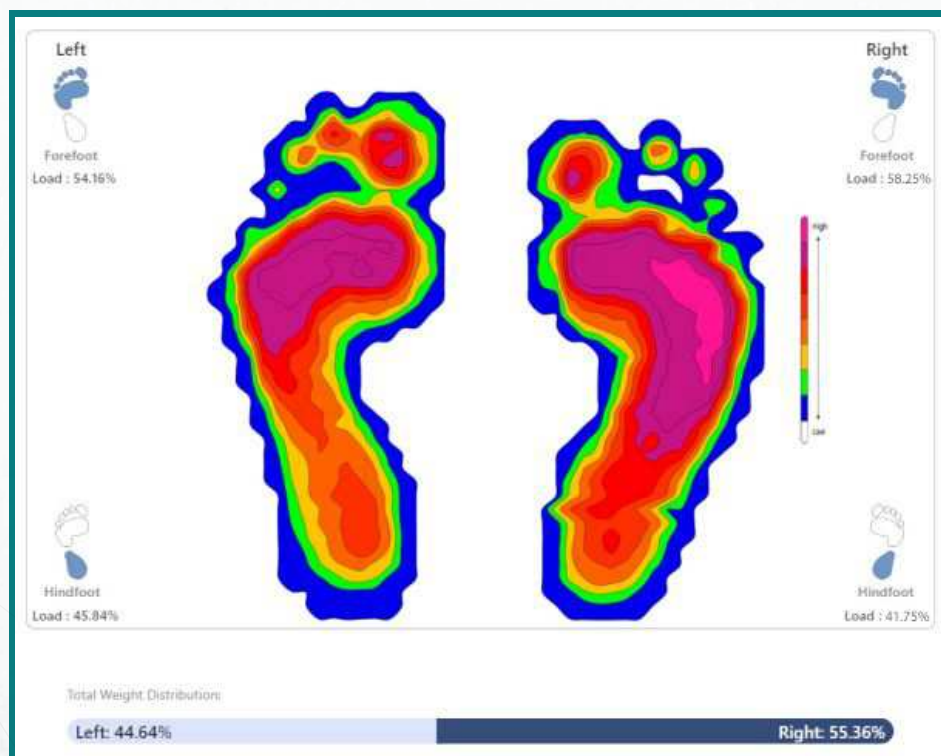 Left
Right
Forefoot
Load : 54.16%
Forefoot
Load : 58.25%
High
Low
Hindfoot
Load : 45.84%
Hindfoot
Load : 41.75%
Total Weight Distribution:
Left: 44.64%
Right: 55.36%